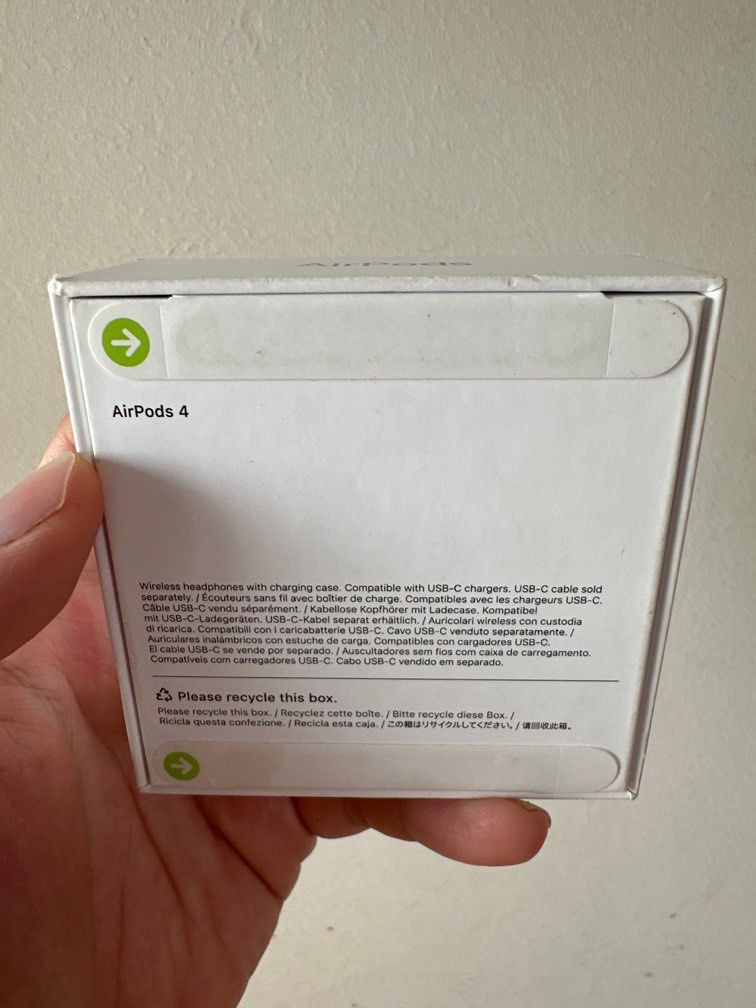 AirPods
AirPods 4
Wireless headphones with charging case. Compatible with USB-C chargers. USB-C cable sold
separately. / Écouteurs sans fil avec boîtier de charge. Compatibles avec les chargeurs USB-C.
Câble USB-C vendu séparément. / Kabellose Kopfhörer mit Ladecase. Kompatibel
mit USB-C-Ladegeräten. USB-C-Kabel separat erhältlich. / Auricolari wireless con custodia
di ricarica. Compatibili con i caricabatterie USB-C. Cavo USB-C venduto separatamente. /
Auriculares inalámbricos con estuche de carga. Compatibles con cargadores USB-C.
El cable USB-C se vende por separado. / Auscultadores sem fios com caixa de carregamento.
Compatíveis com carregadores USB-C. Cabo USB-C vendido em separado.
Please recycle this box.
Please recycle this box. / Recyclez cette boîte. / Bitte recycle diese Box. /
Ricicla questa confezione. / Recicla esta caja. / この箱はリサイクルしてください。/ 请回收此箱。